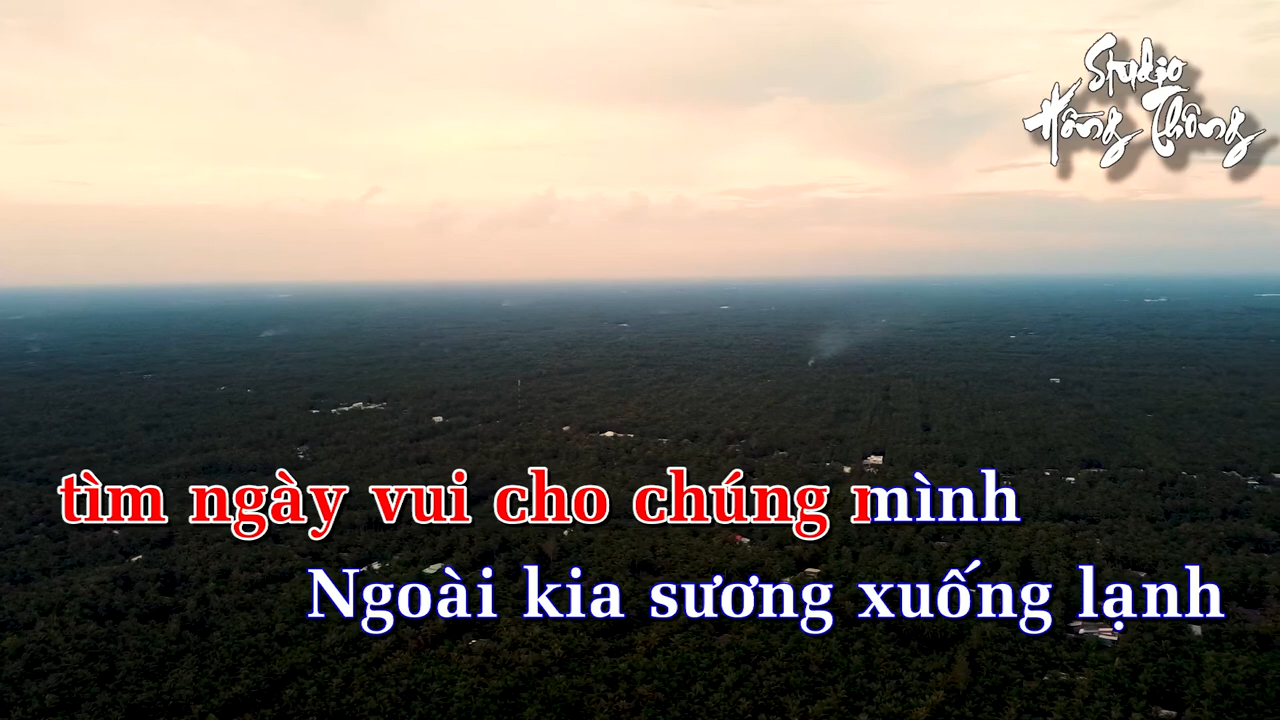 Studio
Hồng Thông
tìm ngày vui cho chúng mình
Ngoài kia sương xuống lạnh